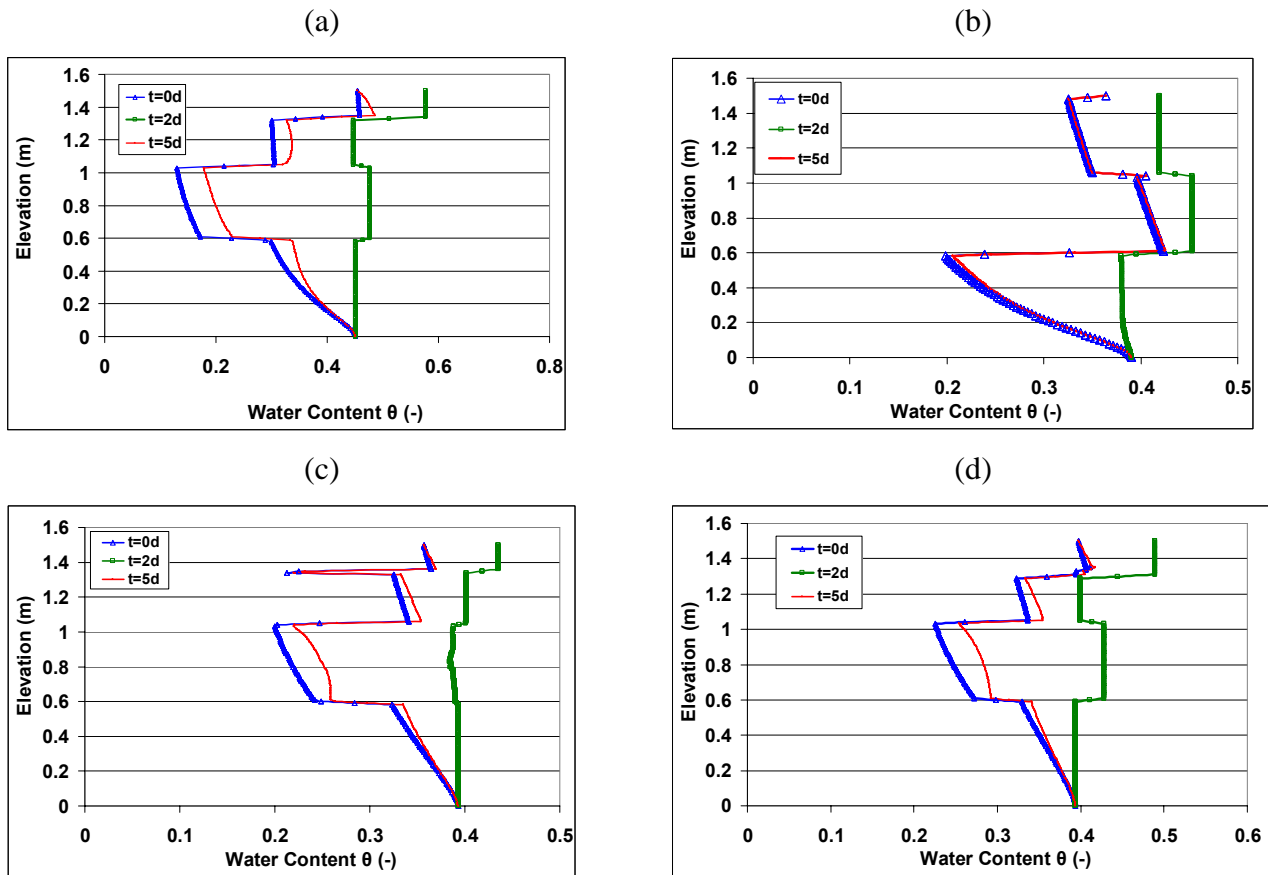 (a)
Elevation (m)
1.6
1.4
1.2
1
0.8
0.6
0.4
0.2
0
t=0d
t=2d
t=5d
0 0.2 0.4 0.6 0.8
Water Content θ (-)
(b)
Elevation (m)
1.6
1.4
1.2
1
0.8
0.6
0.4
0.2
0
t=0d
t=2d
t=5d
0 0.1 0.2 0.3 0.4 0.5
Water Content θ (-)
(c)
Elevation (m)
1.6
1.4
1.2
1
0.8
0.6
0.4
0.2
0
t=0d
t=2d
t=5d
0 0.1 0.2 0.3 0.4 0.5
Water Content θ (-)
(d)
Elevation (m)
1.6
1.4
1.2
1
0.8
0.6
0.4
0.2
0
t=0d
t=2d
t=5d
0 0.1 0.2 0.3 0.4 0.5 0.6
Water Content θ (-)